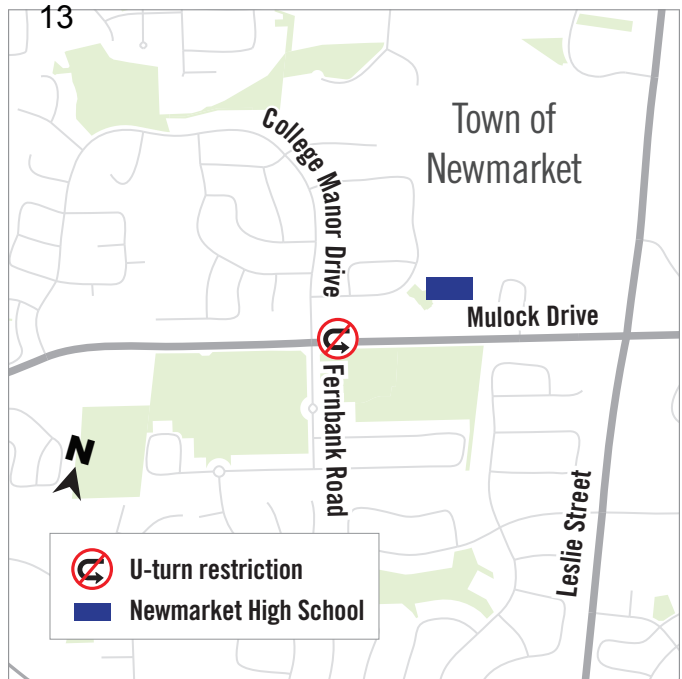 13
Town of
Newmarket
College Manor Drive
Mulock Drive
Fernbank Road
N
Leslie Street
U-turn restriction
Newmarket High School